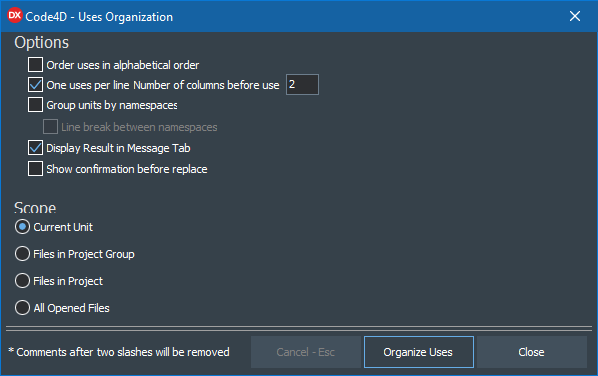 DX Code4D - Uses Organization
Options
Order uses in alphabetical order
One uses per line Number of columns before use 2
Group units by namespaces
Line break between namespaces
Display Result in Message Tab
Show confirmation before replace
Scope
Current Unit
Files in Project Group
Files in Project
All Opened Files
* Comments after two slashes will be removed Cancel - Esc Organize Uses Close